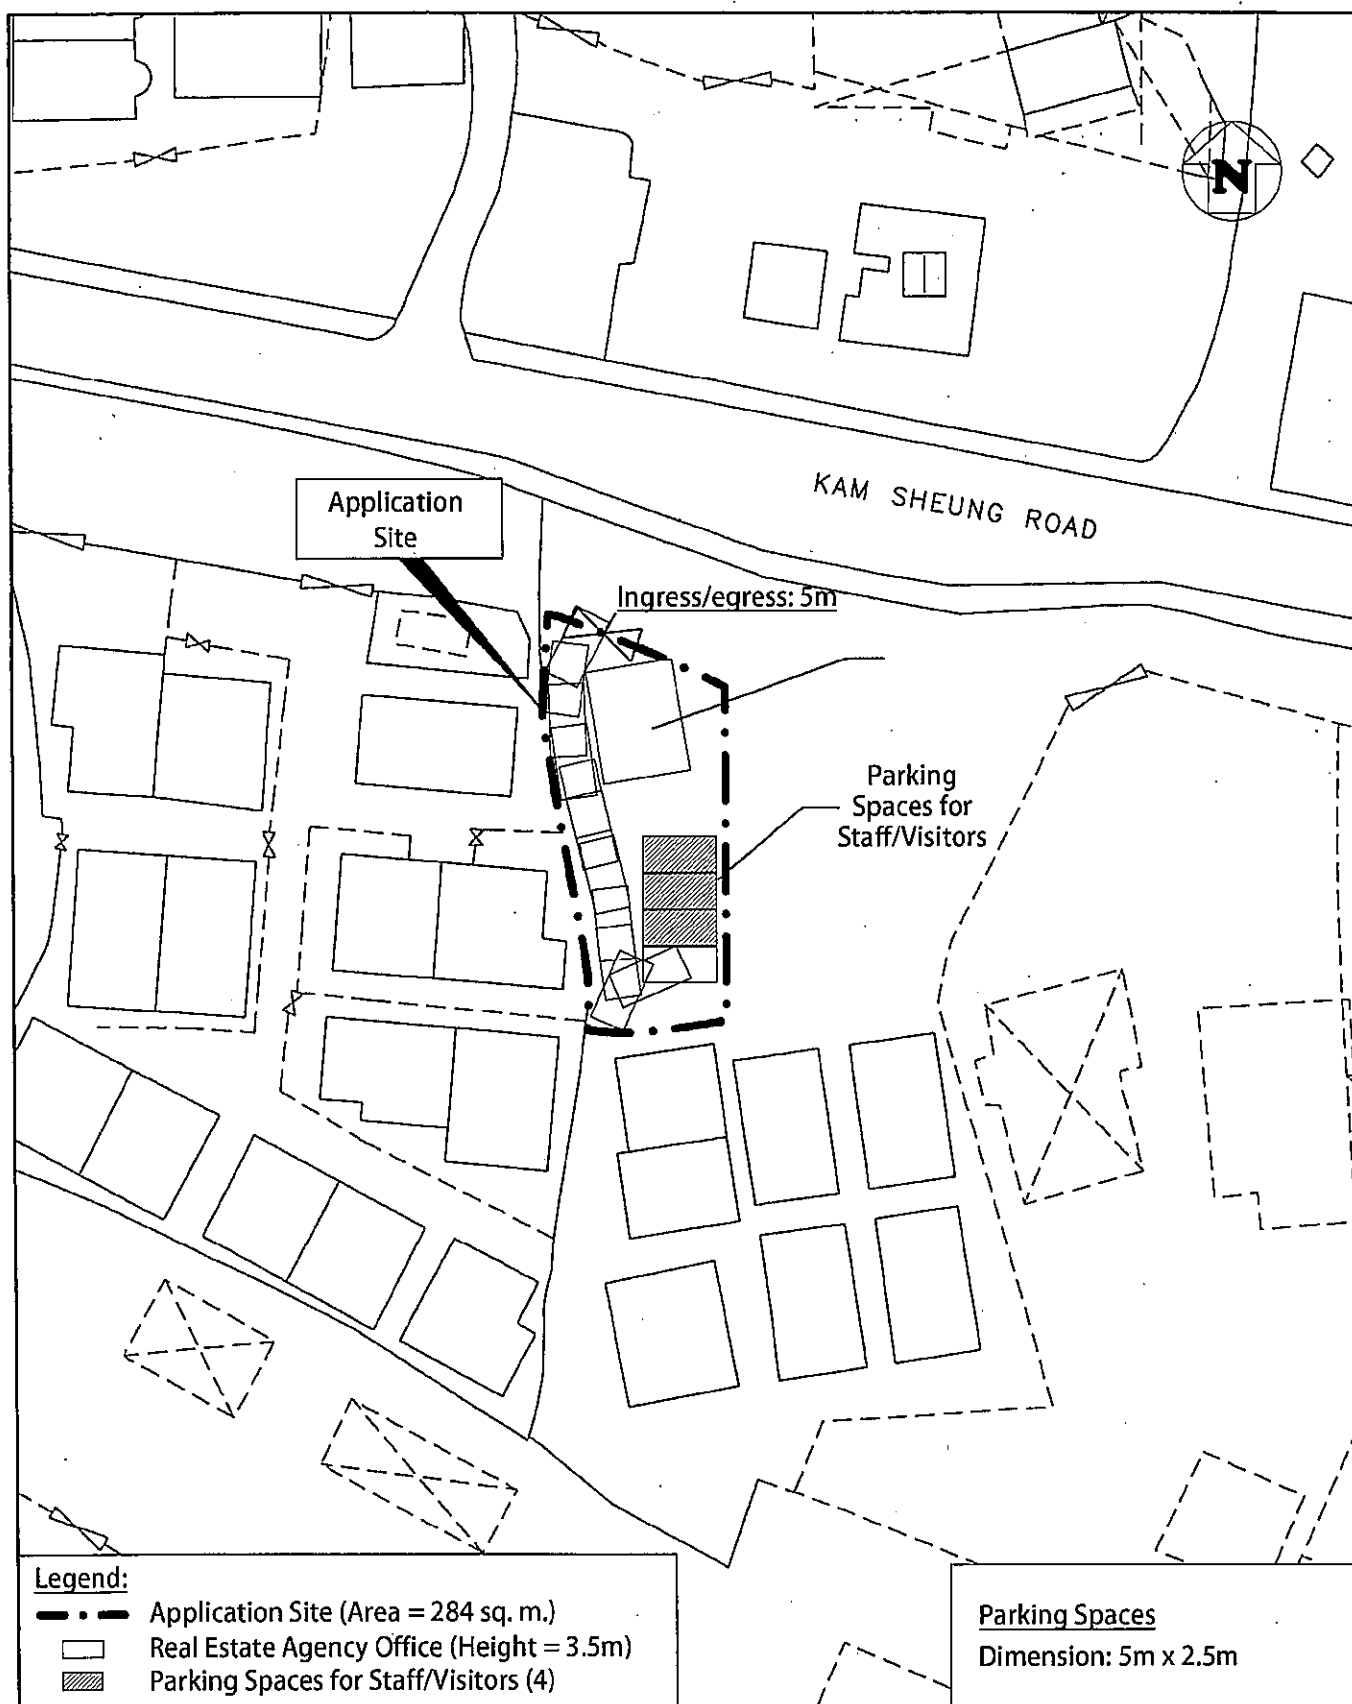 N
KAM SHEUNG ROAD
Application
Site
Ingress/egress: 5m
Parking
Spaces for
Staff/Visitors
Legend:
Application Site (Area = 284 sq. m.)
Real Estate Agency Office (Height = 3.5m)
Parking Spaces for Staff/Visitors (4)
Parking Spaces
Dimension: 5m x 2.5m